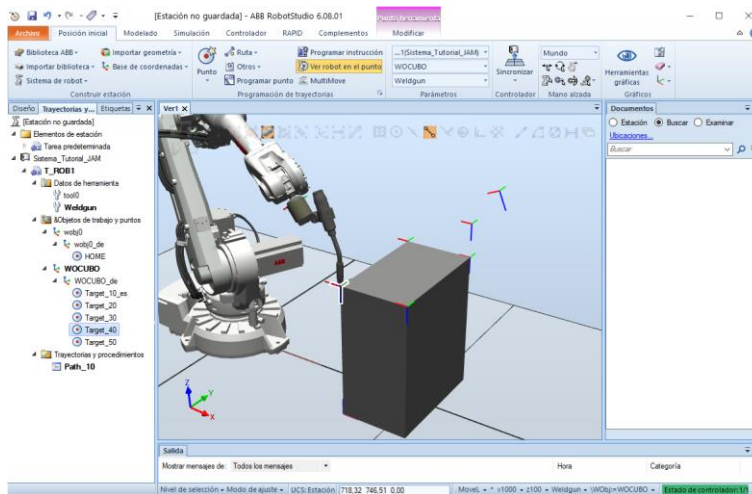 [Estación no guardada] - ABB RobotStudio 6.08.01
Archivo Posición inicial Modelado Simulación Controlador RAPID Complementos Modificar
Biblioteca ABB
Importar geometría
Importar biblioteca
Base de coordenadas
Sistema de robot
Construir estación
Punto
Ruta
Otros
Programar punto
Programar instrucción
Ver robot en el punto
MultiMove
Programación de trayectorias
...1(Sistema_Tutorial_JAM)
WOCUBO
Weldgun
Parámetros
Sincronizar
Controlador
Mundo
Mano alzada
Herramientas gráficas
Gráficos
Diseño Trayectorias y... Etiquetas
[Estación no guardada]
Elementos de estación
Tarea predeterminada
Sistema_Tutorial_JAM
T_ROB1
Datos de herramienta
tool0
Weldgun
&Objetos de trabajo y puntos
wobj0
wobj0_de
HOME
WOCUBO
WOCUBO_de
Target_10_es
Target_20
Target_30
Target_40
Target_50
Trayectorias y procedimientos
Path_10
Ver1 X
ABB
Z
Y
X
Documentos
Estación Buscar Examinar
Ubicaciones...
Buscar
Salida
Mostrar mensajes de: Todos los mensajes Hora Categoría
Nivel de selección Modo de ajuste UCS: Estación 718,32 746,51 0,00 MoveL * v1000 z100 Weldgun \WObj:=WOCUBO Estado de controlador: 1/1